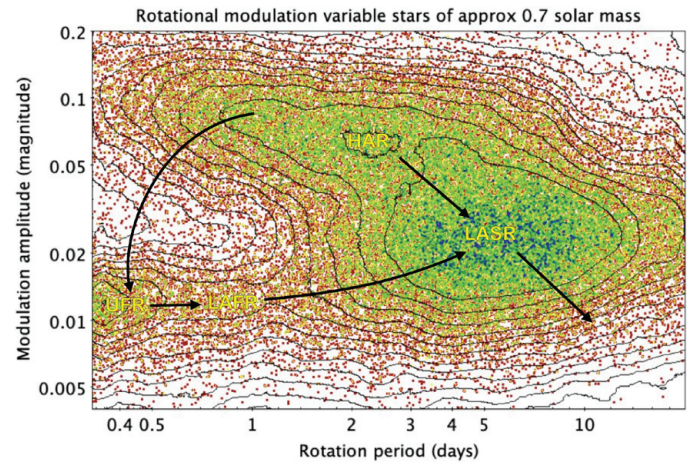 Rotational modulation variable stars of approx 0.7 solar mass
Modulation amplitude (magnitude)
0.2
0.1
0.05
0.02
0.01
0.005
HAR
LASR
UFR
LAFR
0.4 0.5 1 2 3 4 5 10
Rotation period (days)